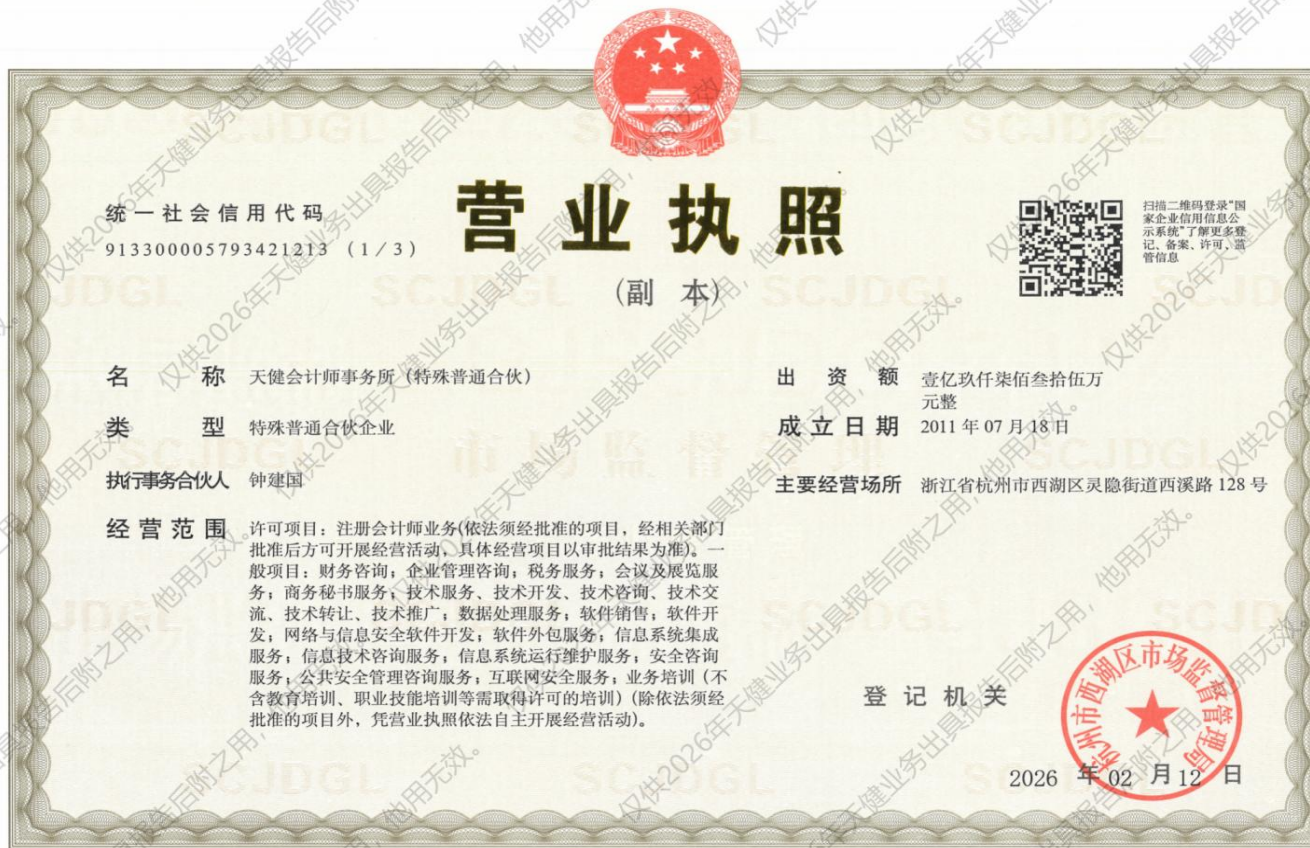 统一社会信用代码
913300005793421213 (1/3)
营业执照
(副 本)
扫描二维码登录“国
家企业信用信息公
示系统”了解更多登
记、备案、许可、监
管信息
名 称 天健会计师事务所（特殊普通合伙）
类 型 特殊普通合伙企业
执行事务合伙人 钟建国
经营范围 许可项目：注册会计师业务(依法须经批准的项目，经相关部门
批准后方可开展经营活动，具体经营项目以审批结果为准)。一
般项目：财务咨询；企业管理咨询；税务服务；会议及展览服
务；商务秘书服务；技术服务、技术开发、技术咨询、技术交
流、技术转让、技术推广；数据处理服务；软件销售；软件开
发；网络与信息安全软件开发；软件外包服务；信息系统集成
服务；信息技术咨询服务；信息系统运行维护服务；安全咨询
服务；公共安全管理咨询服务；互联网安全服务；业务培训（不
含教育培训、职业技能培训等需取得许可的培训）(除依法须经
批准的项目外，凭营业执照依法自主开展经营活动)。
出 资 额 壹亿玖仟柒佰叁拾伍万
元整
成立日期 2011 年 07 月 18 日
主要经营场所 浙江省杭州市西湖区灵隐街道西溪路 128 号
登记机关
杭州市西湖区市场监督管理局
2026 年 02 月 12 日
SCJDGL
市场监督管理
仅供2026年天健业务出具报告后附之用，他用无效。